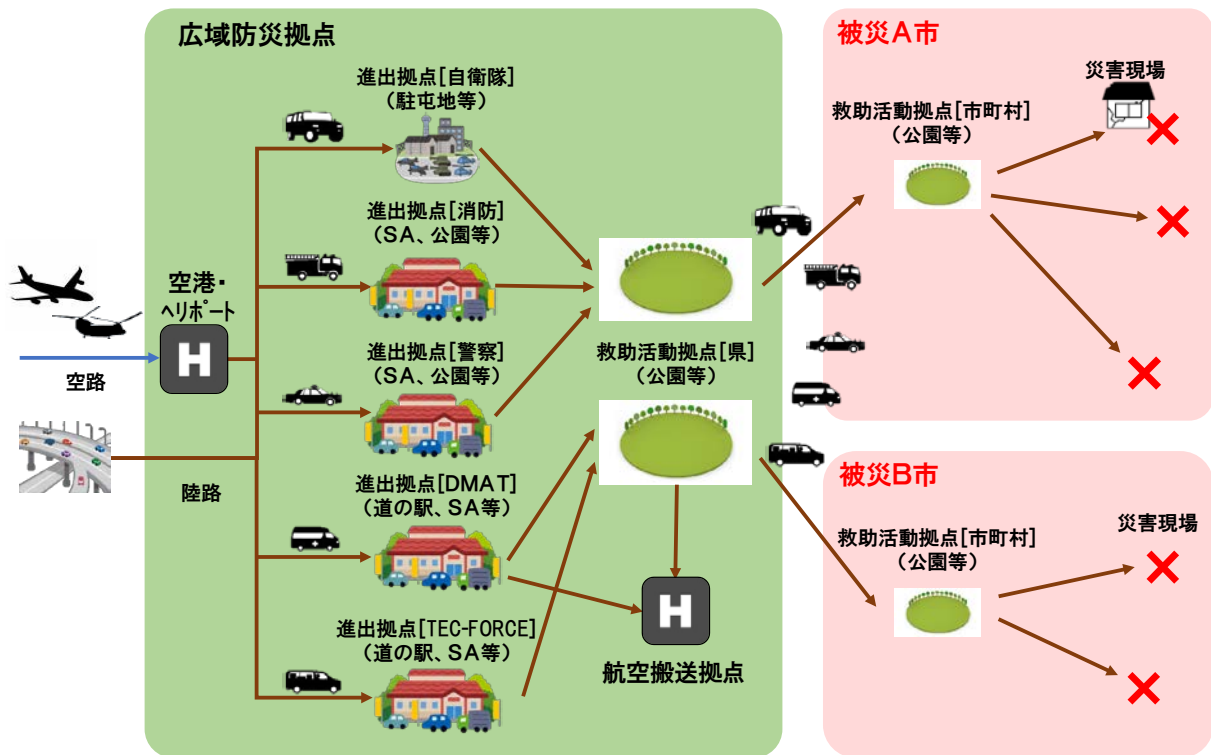 広域防災拠点
進出拠点[自衛隊]
(駐屯地等)
進出拠点[消防]
(SA、公園等)
空港・
ヘリポート
H
空路
陸路
進出拠点[警察]
(SA、公園等)
進出拠点[DMAT]
(道の駅、SA等)
進出拠点[TEC-FORCE]
(道の駅、SA等)
救助活動拠点[県]
(公園等)
H
航空搬送拠点
被災A市
災害現場
救助活動拠点[市町村]
(公園等)
被災B市
災害現場
救助活動拠点[市町村]
(公園等)